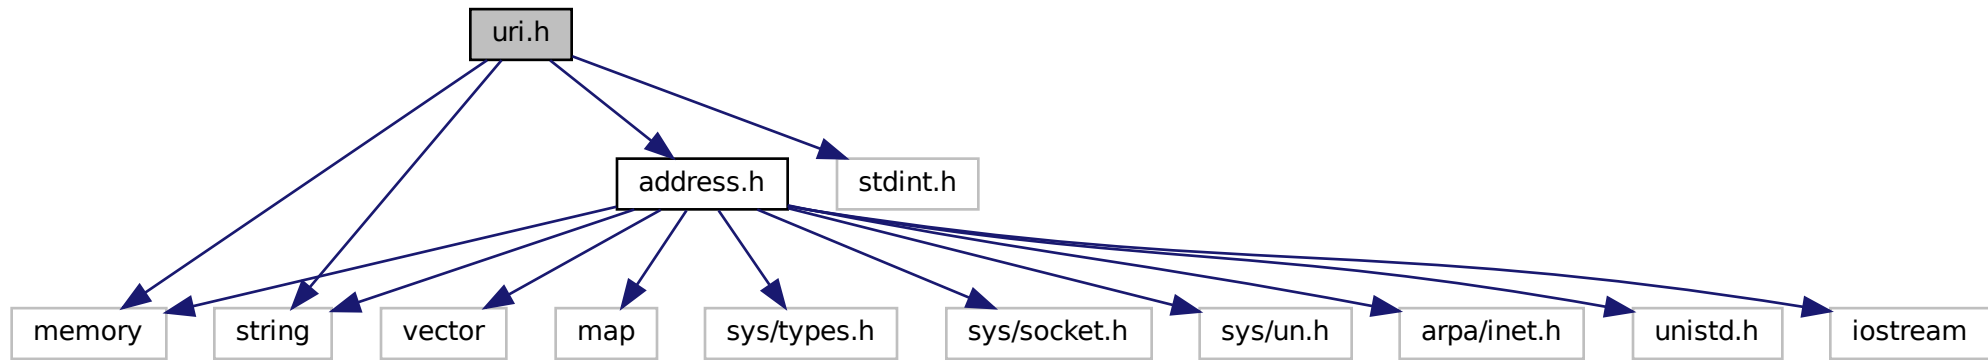 uri.h
address.h
stdint.h
memory
string
vector
map
sys/types.h
sys/socket.h
sys/un.h
arpa/inet.h
unistd.h
iostream